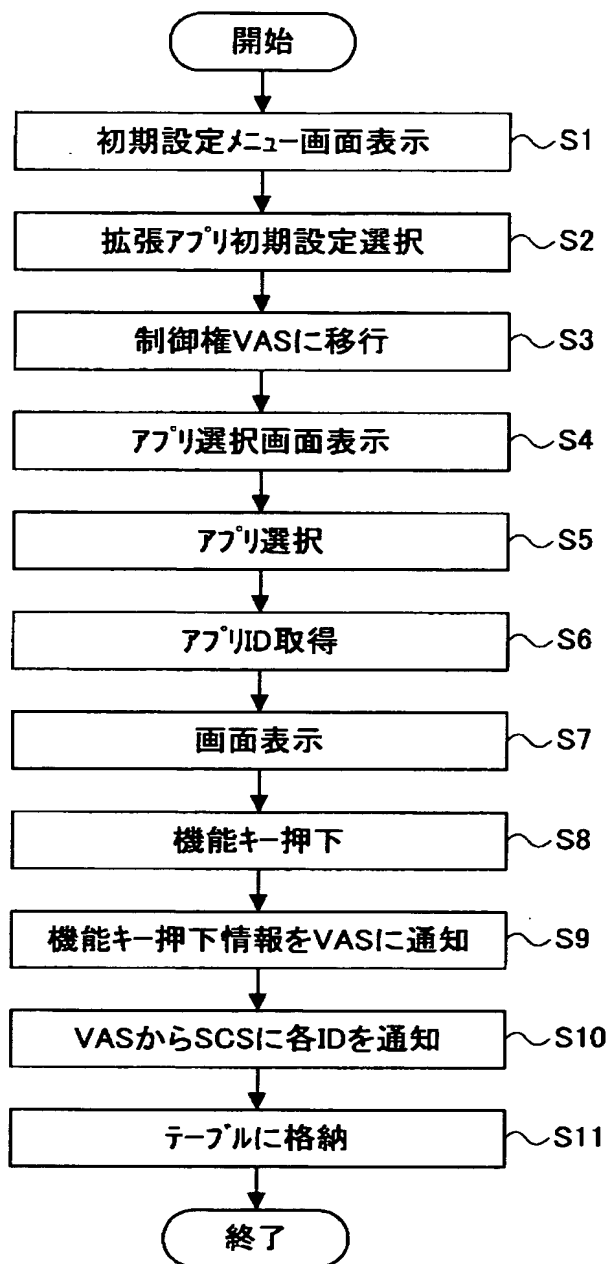 開始
初期設定ﾒﾆｭｰ画面表示 S1
拡張アプリ初期設定選択 S2
制御権VASに移行 S3
アプリ選択画面表示 S4
アプリ選択 S5
アプリID取得 S6
画面表示 S7
機能キー押下 S8
機能キー押下情報をVASに通知 S9
VASからSCSに各IDを通知 S10
テーブルに格納 S11
終了